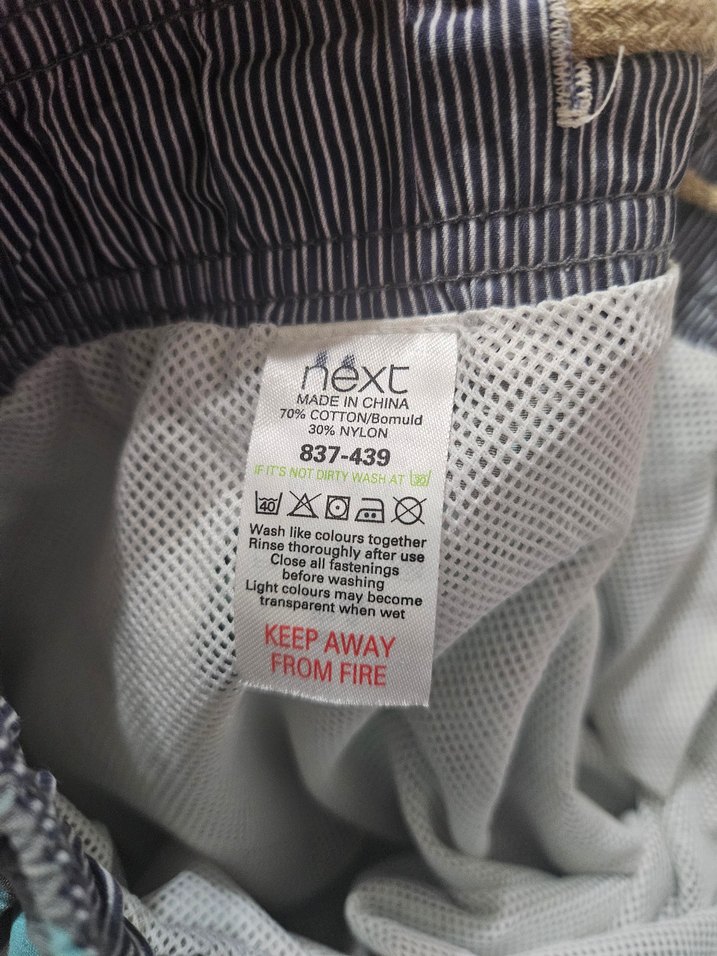 next
MADE IN CHINA
70% COTTON/Bomuld
30% NYLON
837-439
IF IT'S NOT DIRTY WASH AT 30
40
Wash like colours together
Rinse thoroughly after use
Close all fastenings
before washing
Light colours may become
transparent when wet
KEEP AWAY
FROM FIRE